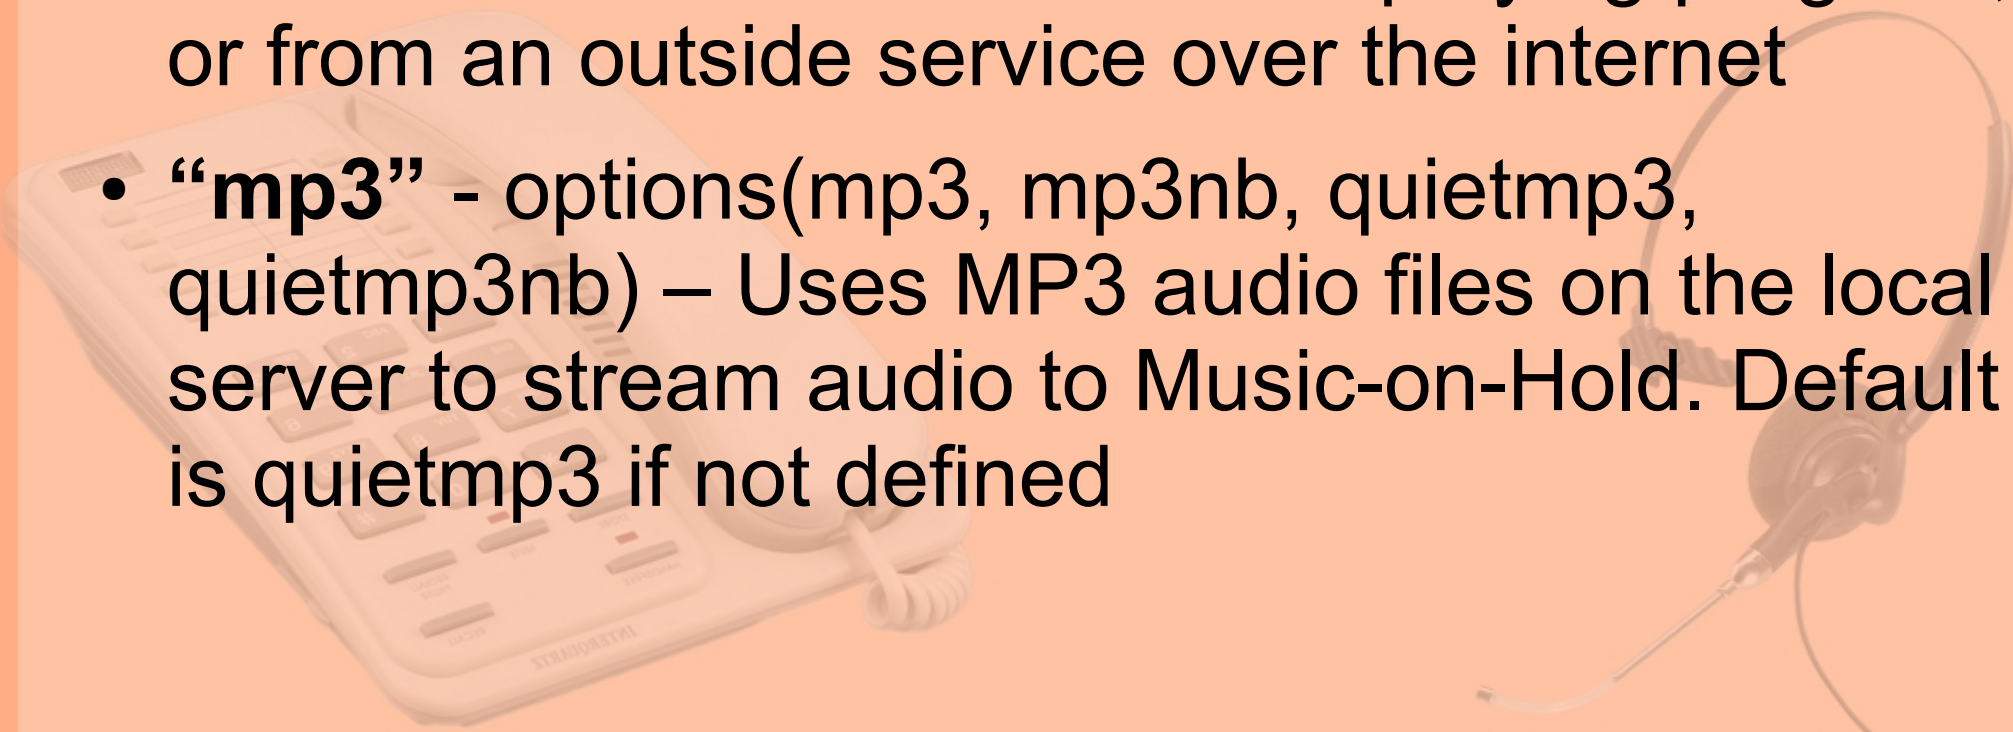 or from an outside service over the internet
• “mp3” - options(mp3, mp3nb, quietmp3,
quietmp3nb) – Uses MP3 audio files on the local
server to stream audio to Music-on-Hold. Default
is quietmp3 if not defined
INTERQUARTZ